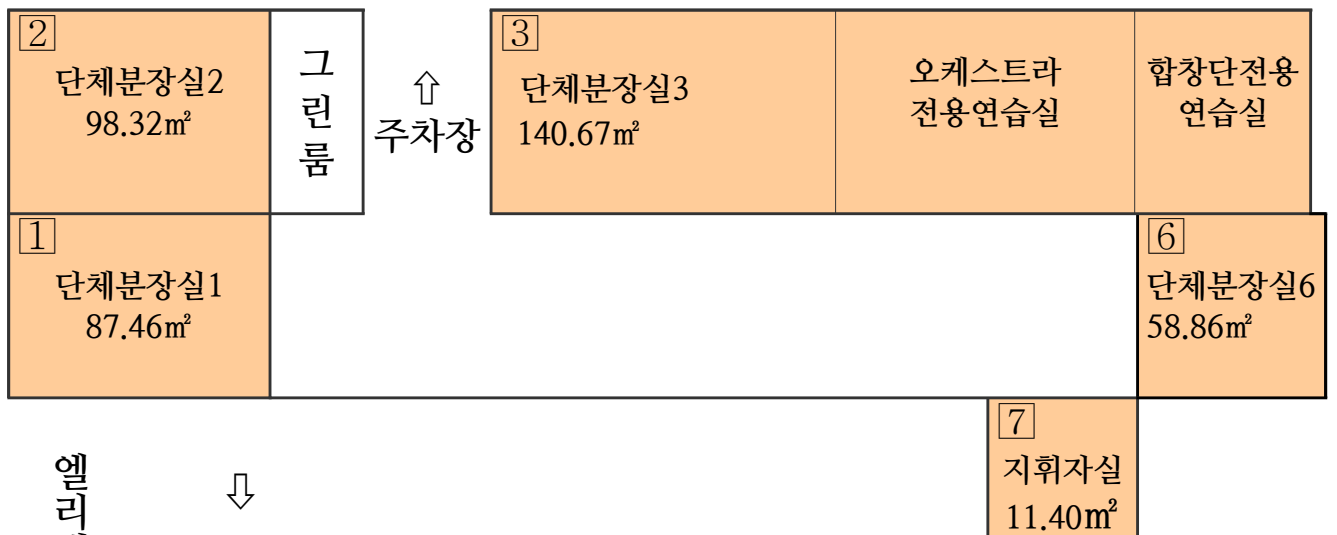 2
단체분장실2
98.32㎡
그린룸
⇧
주차장
3
단체분장실3
140.67㎡
오케스트라
전용연습실
합창단전용
연습실
1
단체분장실1
87.46㎡
6
단체분장실6
58.86㎡
7
지휘자실
11.40㎡
엘리
⇩